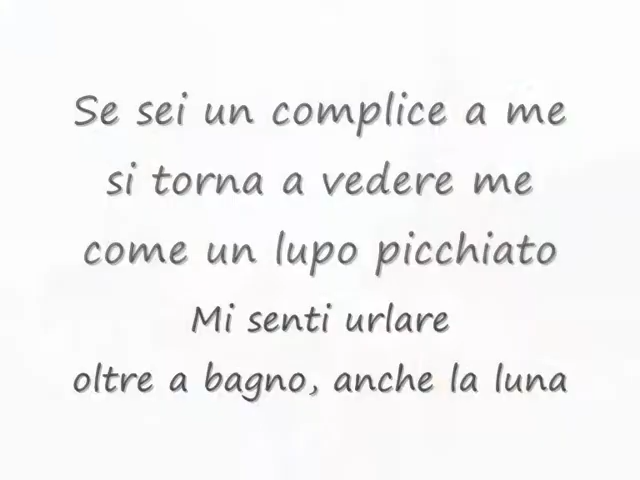 Se sei un complice a me
si torna a vedere me
come un lupo picchiato
Mi senti urlare
oltre a bagno, anche la luna